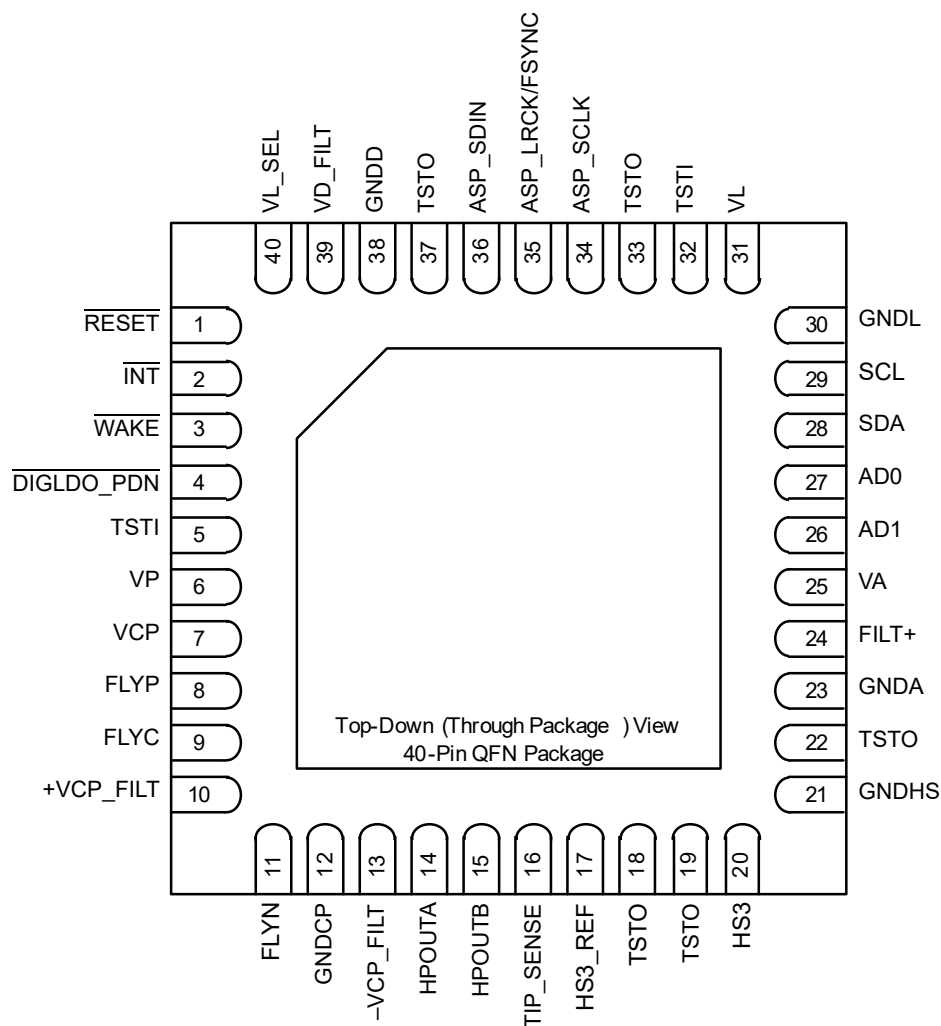 VL_SEL
VD_FILT
GNDD
TSTO
ASP_SDIN
ASP_LRCK/FSYNC
ASP_SCLK
TSTO
TSTI
VL
40
39
38
37
36
35
34
33
32
31
RESET 1
INT 2
WAKE 3
DIGLDO_PDN 4
TSTI 5
VP 6
VCP 7
FLYP 8
FLYC 9
+VCP_FILT 10
30 GNDL
29 SCL
28 SDA
27 AD0
26 AD1
25 VA
24 FILT+
23 GNDA
22 TSTO
21 GNDHS
Top-Down (Through Package ) View
40-Pin QFN Package
11
12
13
14
15
16
17
18
19
20
FLYN
GNDCP
–VCP_FILT
HPOUTA
HPOUTB
TIP_SENSE
HS3_REF
TSTO
TSTO
HS3